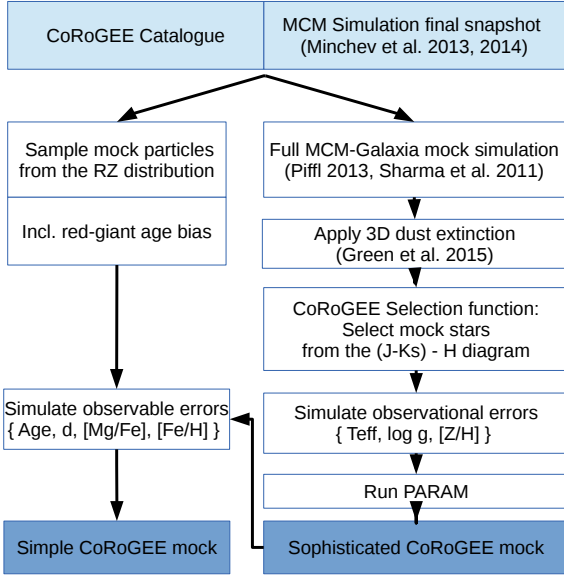 CoRoGEE Catalogue
MCM Simulation final snapshot
(Minchev et al. 2013, 2014)
Sample mock particles
from the RZ distribution
Incl. red-giant age bias
Full MCM-Galaxia mock simulation
(Piffl 2013, Sharma et al. 2011)
Apply 3D dust extinction
(Green et al. 2015)
CoRoGEE Selection function:
Select mock stars
from the (J-Ks) - H diagram
Simulate observable errors
{ Age, d, [Mg/Fe], [Fe/H] }
Simulate observational errors
{ Teff, log g, [Z/H] }
Run PARAM
Simple CoRoGEE mock
Sophisticated CoRoGEE mock